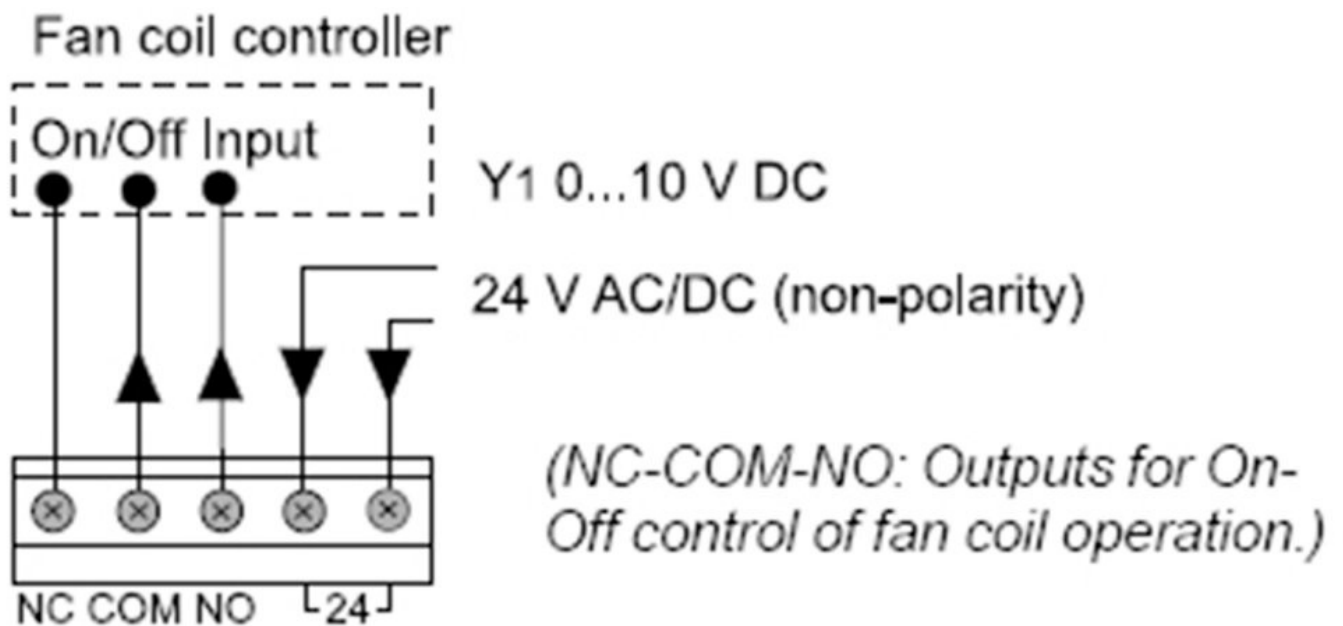 Fan coil controller
On/Off Input
Y1 0...10 V DC
24 V AC/DC (non-polarity)
(NC-COM-NO: Outputs for On-
Off control of fan coil operation.)
NC COM NO 24